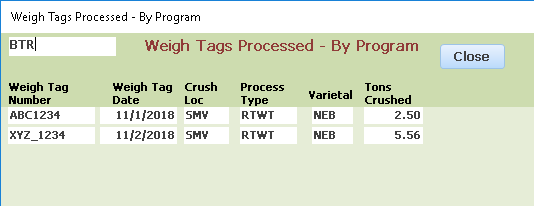 Weigh Tags Processed - By Program
BTR
Weigh Tags Processed - By Program
Close
Weigh Tag Number Weigh Tag Date Crush Loc Process Type Varietal Tons Crushed
ABC1234 11/1/2018 SMV RTWT NEB 2.50
XYZ_1234 11/2/2018 SMV RTWT NEB 5.56